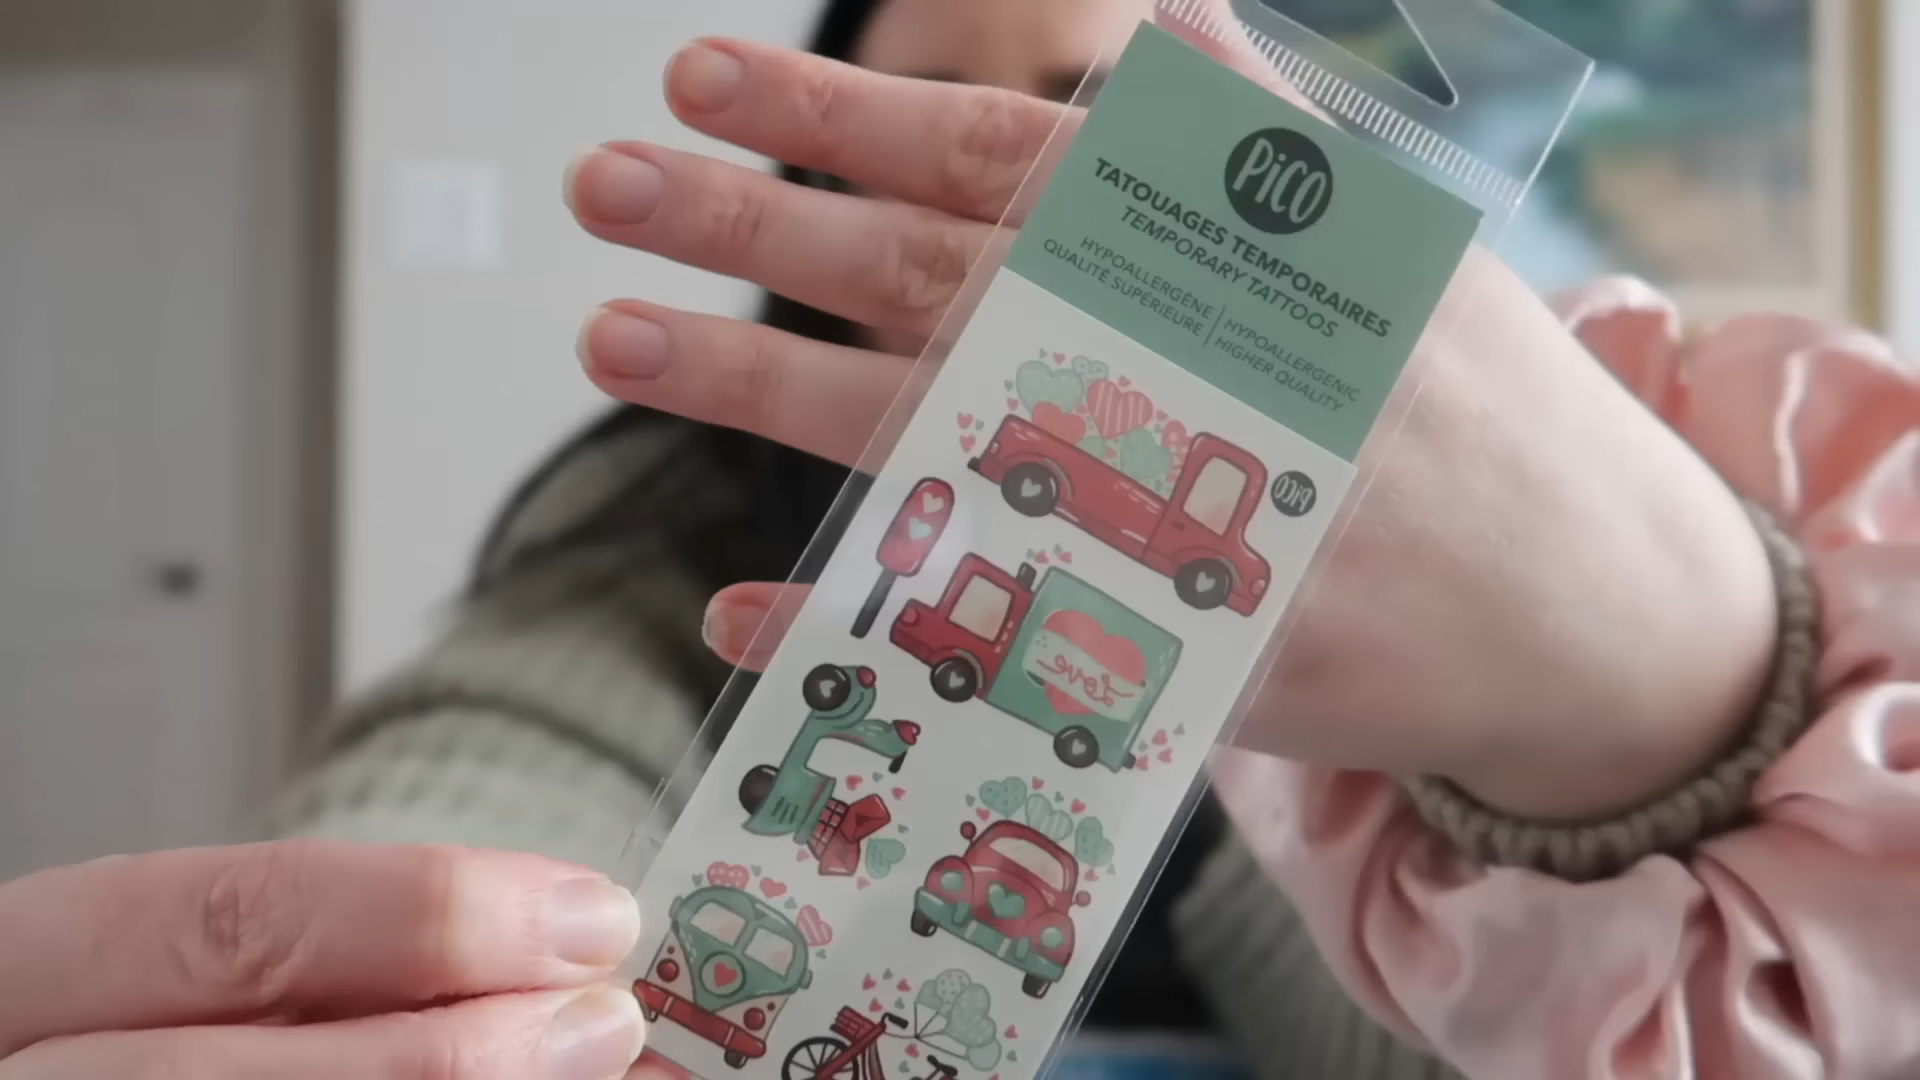 PiCO
TATOUAGES TEMPORAIRES
TEMPORARY TATTOOS
HYPOALLERGÈNE
QUALITÉ SUPÉRIEURE
HYPOALLERGENIC
HIGHER QUALITY
PiCO
Love